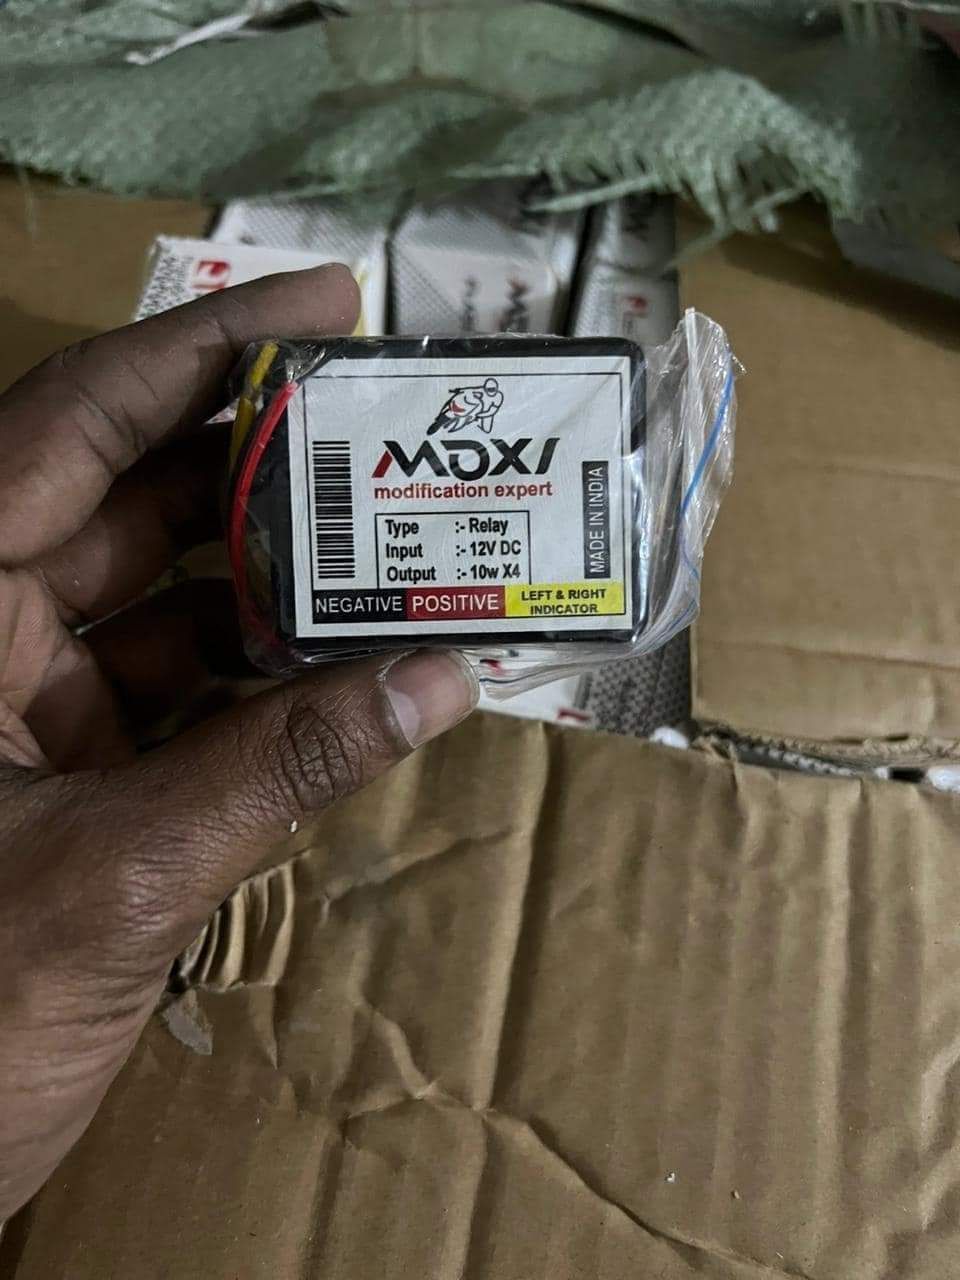 MOXI
modification expert
Type :- Relay
Input :- 12V DC
Output :- 10w X4
MADE IN INDIA
NEGATIVE POSITIVE LEFT & RIGHT
INDICATOR